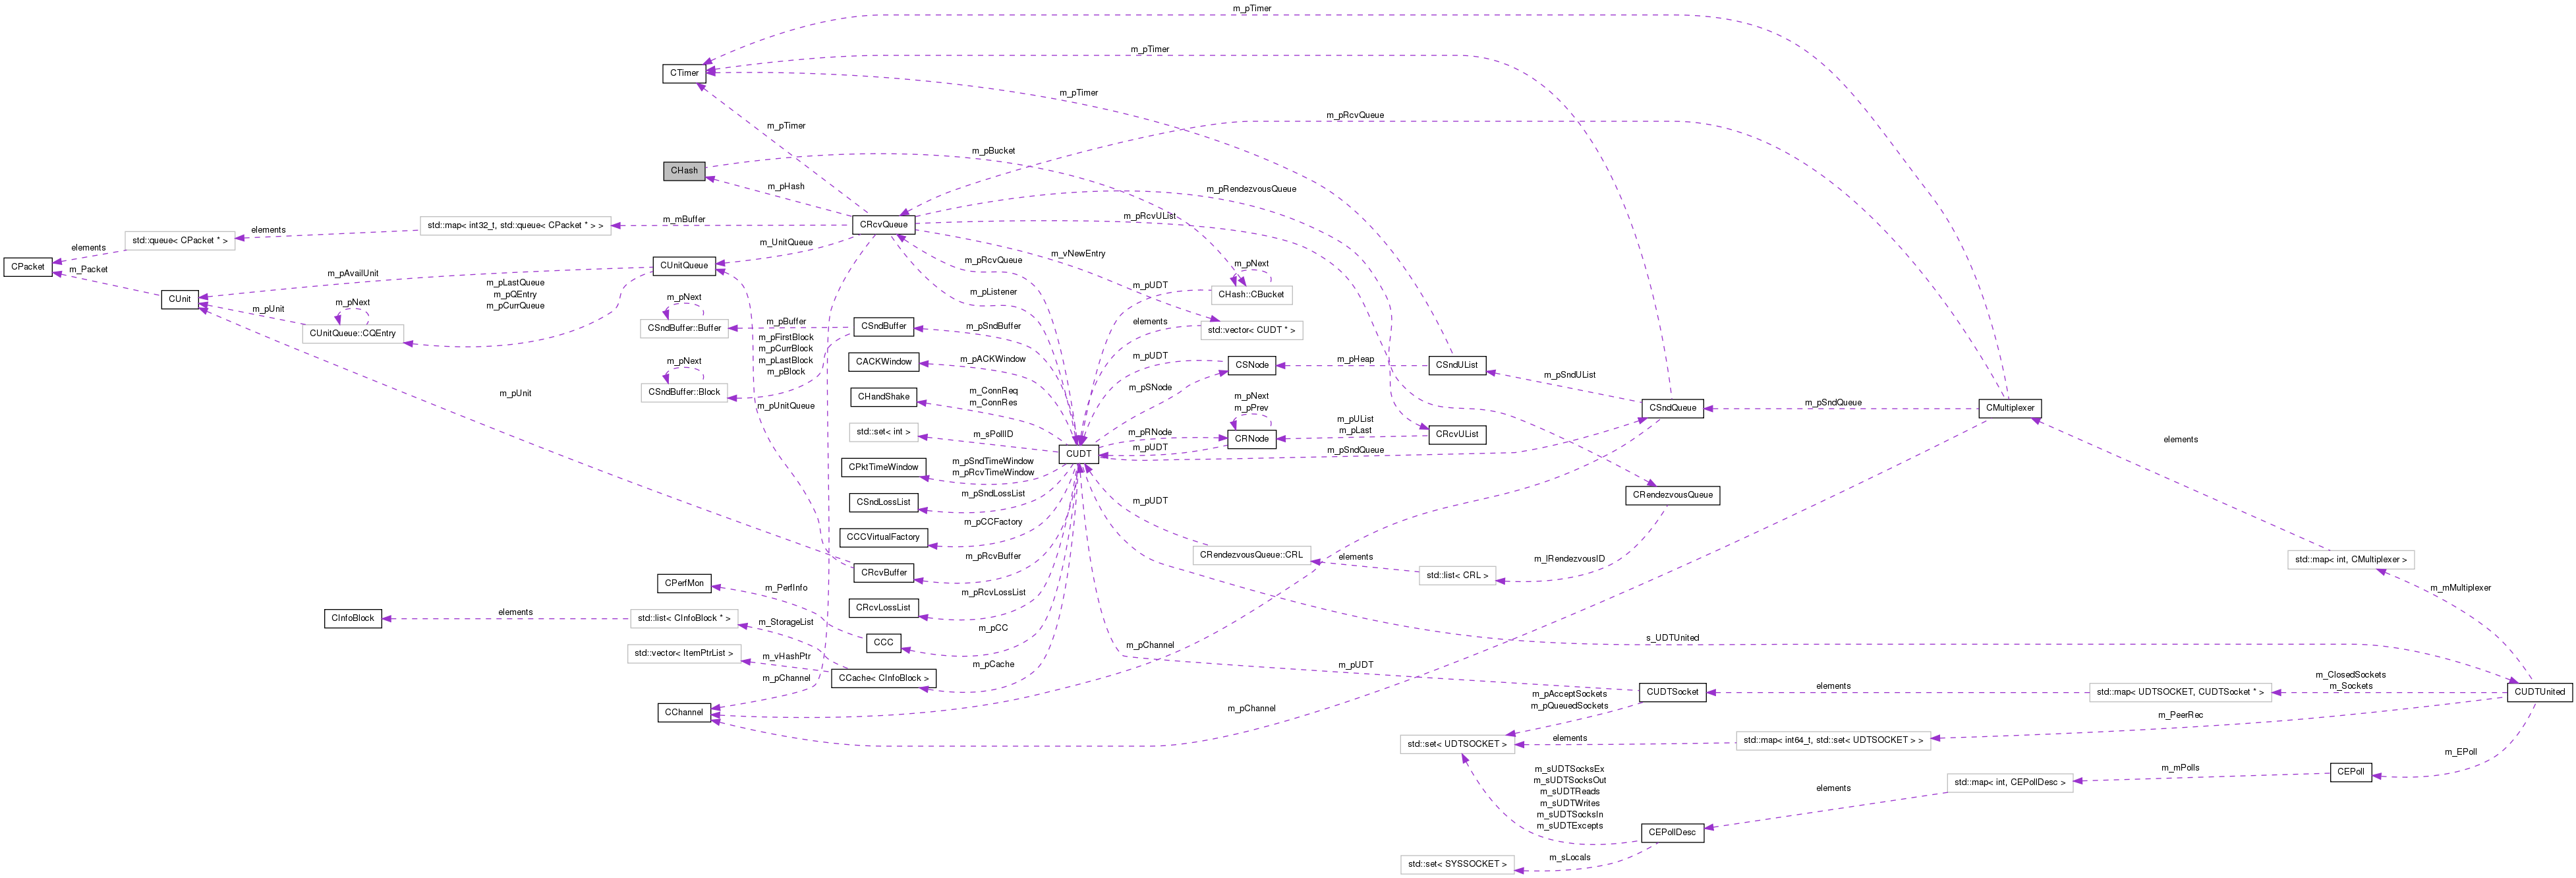 m_pTimer
m_pTimer
CTimer
m_pTimer
m_pRcvQueue
m_pTimer
m_pBucket
CHash
m_pHash
m_pRendezvousQueue
m_pRcvUList
m_mBuffer
std::map< int32_t, std::queue< CPacket * > >
CRcvQueue
elements
std::queue< CPacket * >
m_UnitQueue
elements
m_vNewEntry
m_pRcvQueue
m_pNext
CPacket
m_Packet
CUnitQueue
m_pAvailUnit
m_pLastQueue
m_pQEntry
m_pCurrQueue
m_pUDT
m_pListener
CHash::CBucket
CUnit
m_pNext
m_pUnit
m_pNext
CUnitQueue::CQEntry
CSndBuffer::Buffer
m_pBuffer
CSndBuffer
m_pSndBuffer
elements
std::vector< CUDT * >
m_pFirstBlock
m_pCurrBlock
m_pLastBlock
m_pBlock
m_pNext
CSndBuffer::Block
CACKWindow
m_pACKWindow
m_pUDT
CSNode
m_pHeap
CSndUList
m_pSndUList
m_pUnit
m_pUnitQueue
CHandShake
m_ConnReq
m_ConnRes
m_pSNode
m_pNext
m_pPrev
CSndQueue
m_pSndQueue
CMultiplexer
std::set< int >
m_sPollID
m_pRNode
CRNode
m_pUList
m_pLast
CRcvUList
elements
CUDT
m_pUDT
m_pSndQueue
CPktTimeWindow
m_pSndTimeWindow
m_pRcvTimeWindow
CSndLossList
m_pSndLossList
m_pUDT
CRendezvousQueue
CCCVirtualFactory
m_pCCFactory
CRendezvousQueue::CRL
elements
m_lRendezvousID
std::map< int, CMultiplexer >
m_pRcvBuffer
CRcvBuffer
std::list< CRL >
CPerfMon
m_PerfInfo
m_mMultiplexer
CRcvLossList
m_pRcvLossList
CInfoBlock
elements
std::list< CInfoBlock * >
m_StorageList
CCC
m_pCC
s_UDTUnited
std::vector< ItemPtrList >
m_vHashPtr
m_pChannel
m_pCache
m_pChannel
m_pUDT
CCache< CInfoBlock >
m_ClosedSockets
m_Sockets
CUDTSocket
elements
std::map< UDTSOCKET, CUDTSocket * >
CUDTUnited
CChannel
m_pChannel
m_pAcceptSockets
m_pQueuedSockets
m_PeerRec
std::set< UDTSOCKET >
elements
std::map< int64_t, std::set< UDTSOCKET > >
m_EPoll
m_sUDTSocksEx
m_sUDTSocksOut
m_sUDTReads
m_sUDTWrites
m_sUDTSocksIn
m_sUDTExcepts
m_mPolls
CEPoll
elements
std::map< int, CEPollDesc >
CEPollDesc
m_sLocals
std::set< SYSSOCKET >